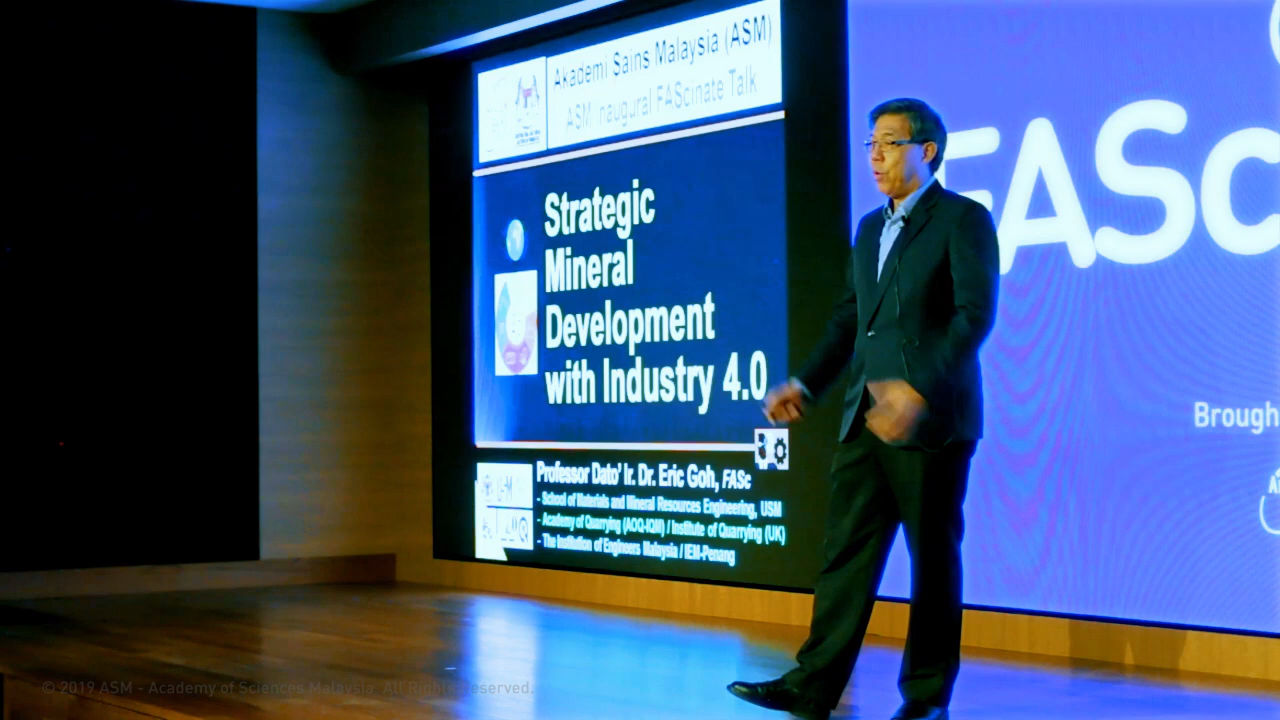 Akademi Sains Malaysia (ASM)
ASM Inaugural FAScinate Talk
Strategic
Mineral
Development
with Industry 4.0
Professor Dato' Ir. Dr. Eric Goh, FASc
- School of Materials and Mineral Resources Engineering, USM
- Academy of Quarrying (AOQ-IQM) / Institute of Quarrying (UK)
- The Institution of Engineers Malaysia / IEM-Penang
FASc
Brough
© 2019 ASM - Academy of Sciences Malaysia. All Rights Reserved.